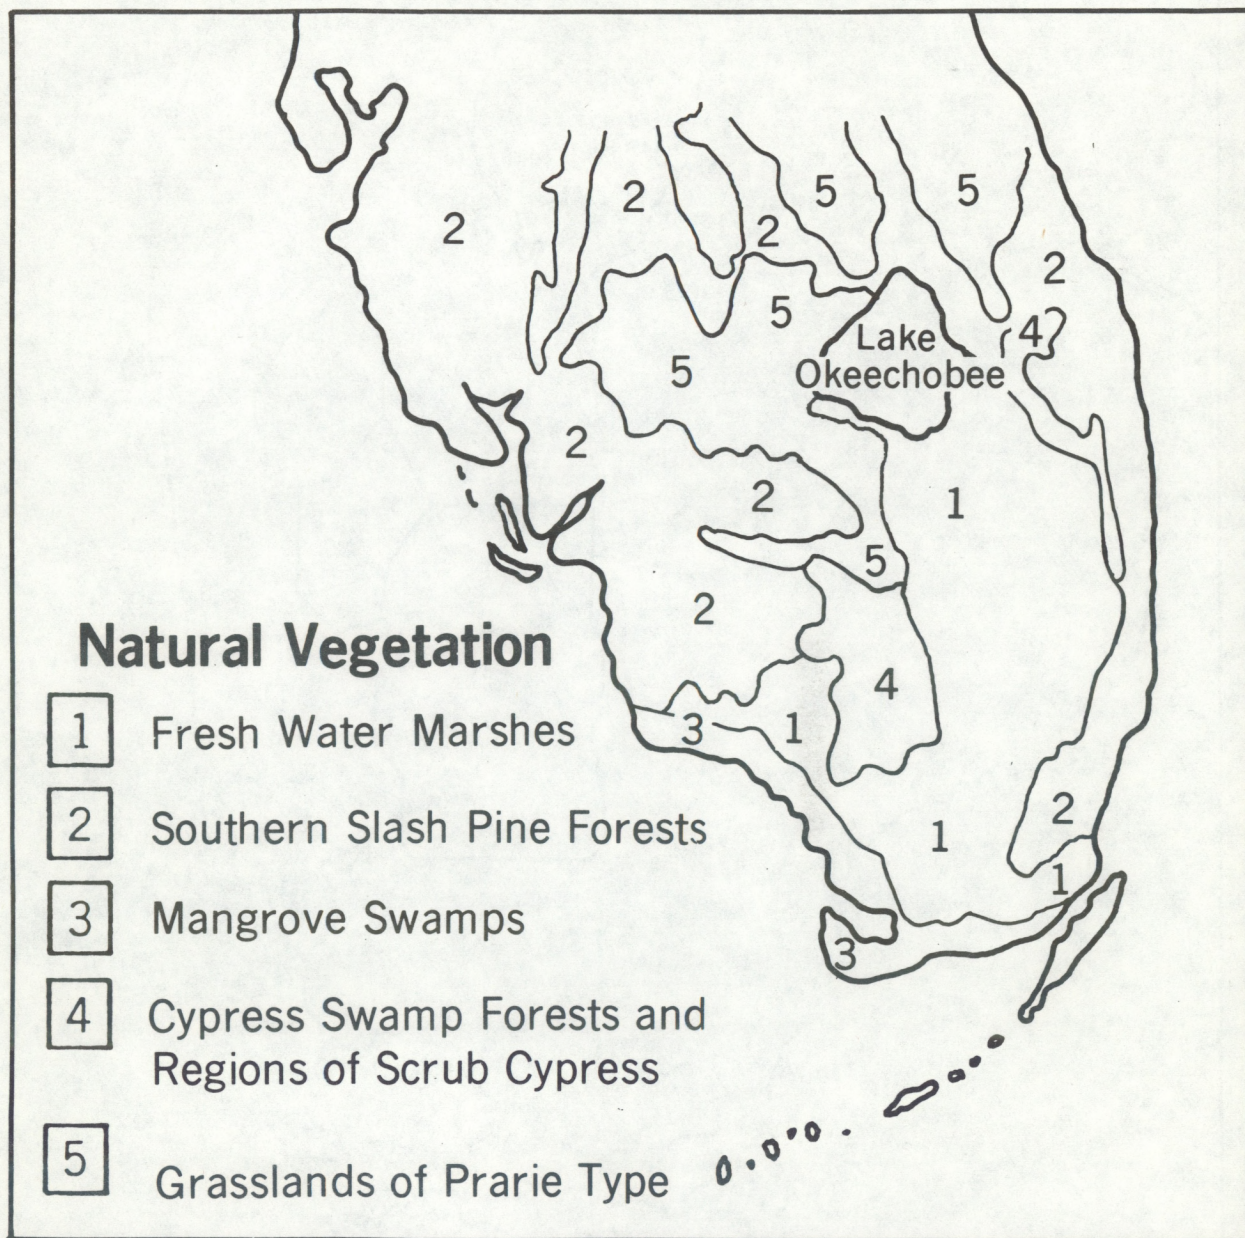 2
2
5
5
2
2
5
4
Lake
Okeechobee
5
2
2
1
5
2
4
3
1
2
1
1
3
Natural Vegetation
1 Fresh Water Marshes
2 Southern Slash Pine Forests
3 Mangrove Swamps
4 Cypress Swamp Forests and
Regions of Scrub Cypress
5 Grasslands of Prarie Type